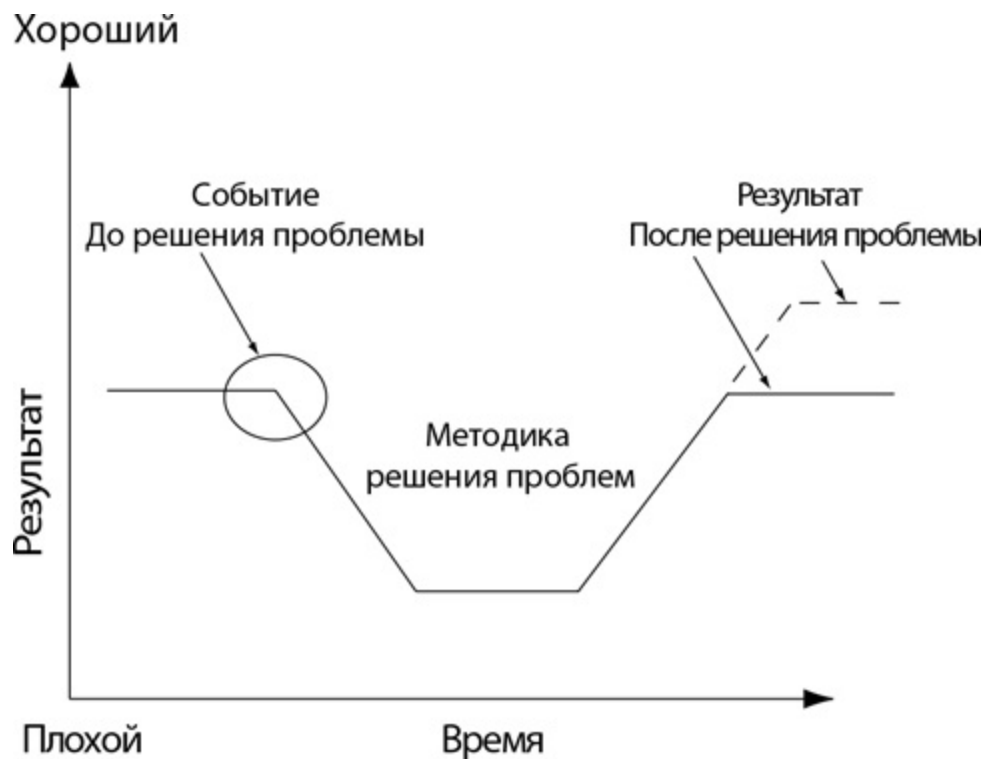 Хороший
Событие
До решения проблемы
Результат
После решения проблемы
Методика
решения проблем
Результат
Плохой
Время